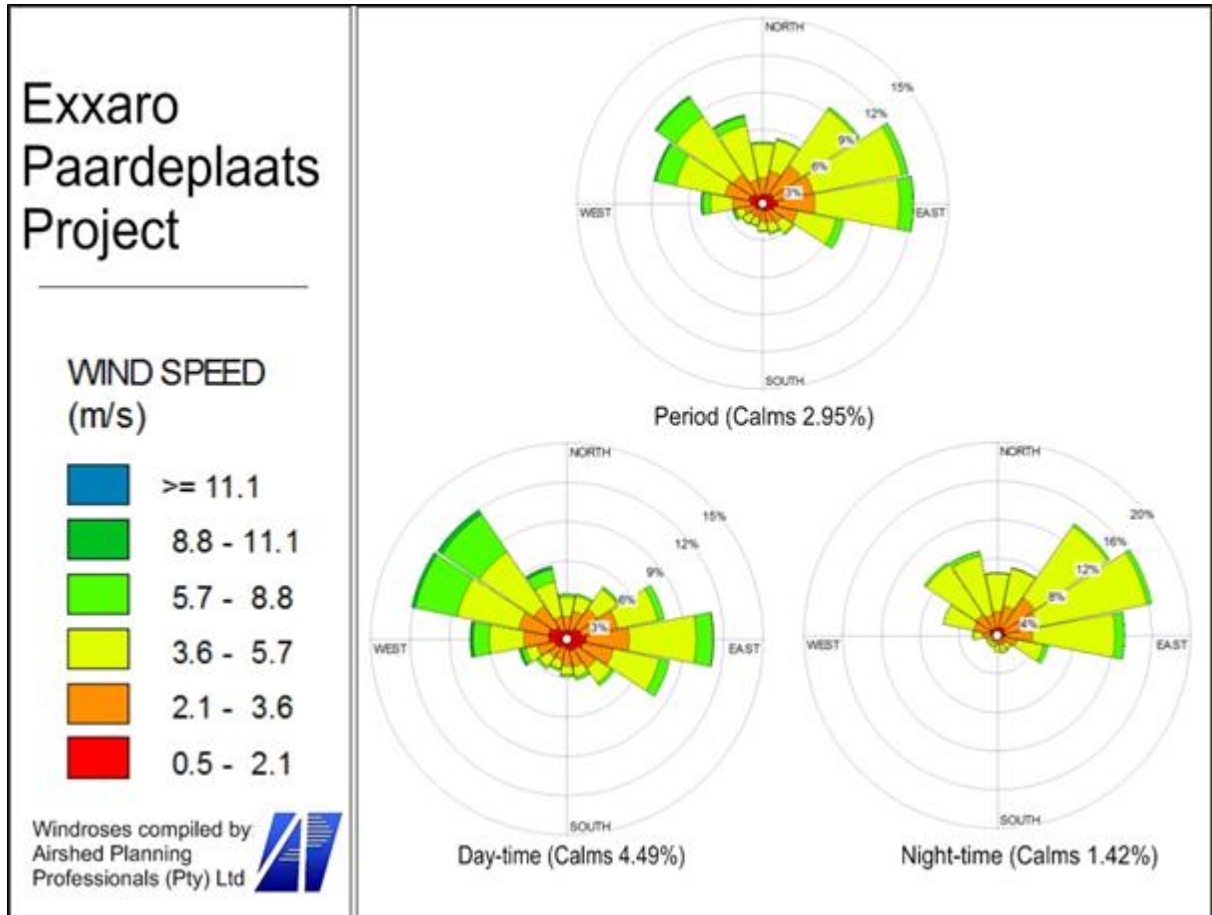 Exxaro
Paardeplaats
Project
WIND SPEED
(m/s)
>= 11.1
8.8 - 11.1
5.7 - 8.8
3.6 - 5.7
2.1 - 3.6
0.5 - 2.1
Windroses compiled by:
Airshed Planning
Professionals (Pty) Ltd
NORTH
15%
12%
9%
6%
3%
WEST
EAST
SOUTH
Period (Calms 2.95%)
NORTH
15%
12%
9%
6%
3%
WEST
EAST
SOUTH
Day-time (Calms 4.49%)
NORTH
20%
16%
12%
8%
4%
WEST
EAST
SOUTH
Night-time (Calms 1.42%)